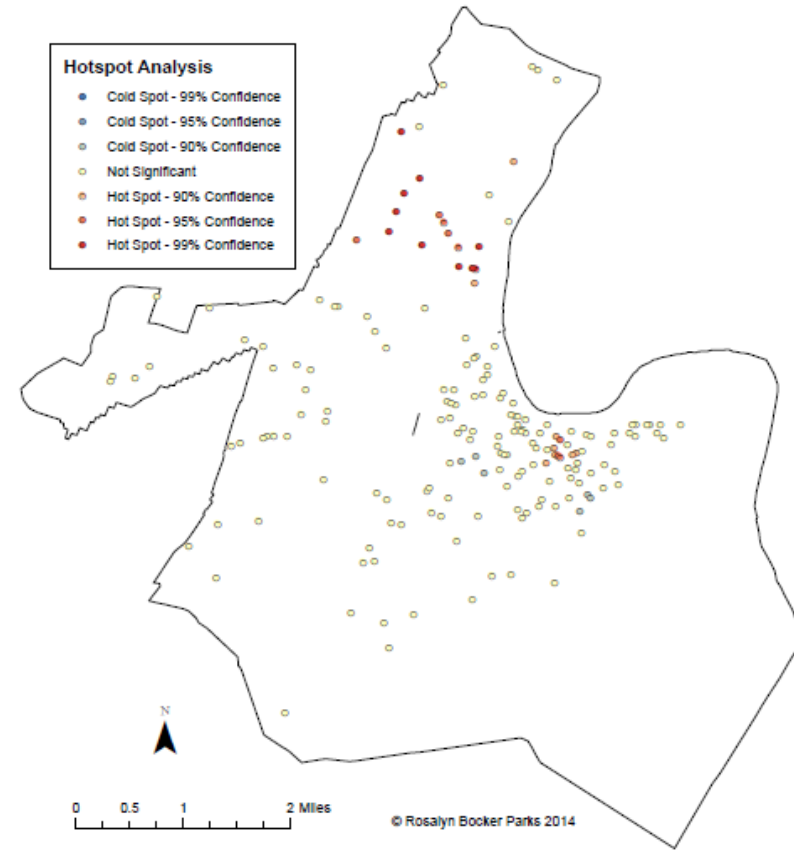 Hotspot Analysis
Cold Spot - 99% Confidence
Cold Spot - 95% Confidence
Cold Spot - 90% Confidence
Not Significant
Hot Spot - 90% Confidence
Hot Spot - 95% Confidence
Hot Spot - 99% Confidence
N
0 0.5 1 2 Miles
© Rosalyn Bocker Parks 2014